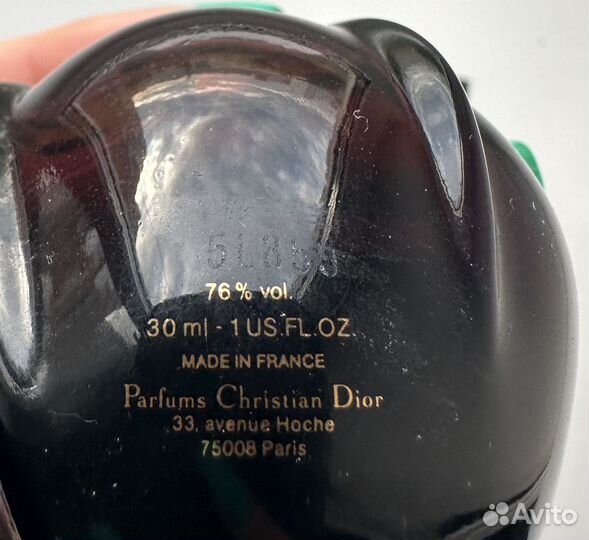 76 % vol.
30 ml - 1 US.FL.OZ
MADE IN FRANCE
Parfums Christian Dior
33, avenue Hoche
75008 Paris
Avito